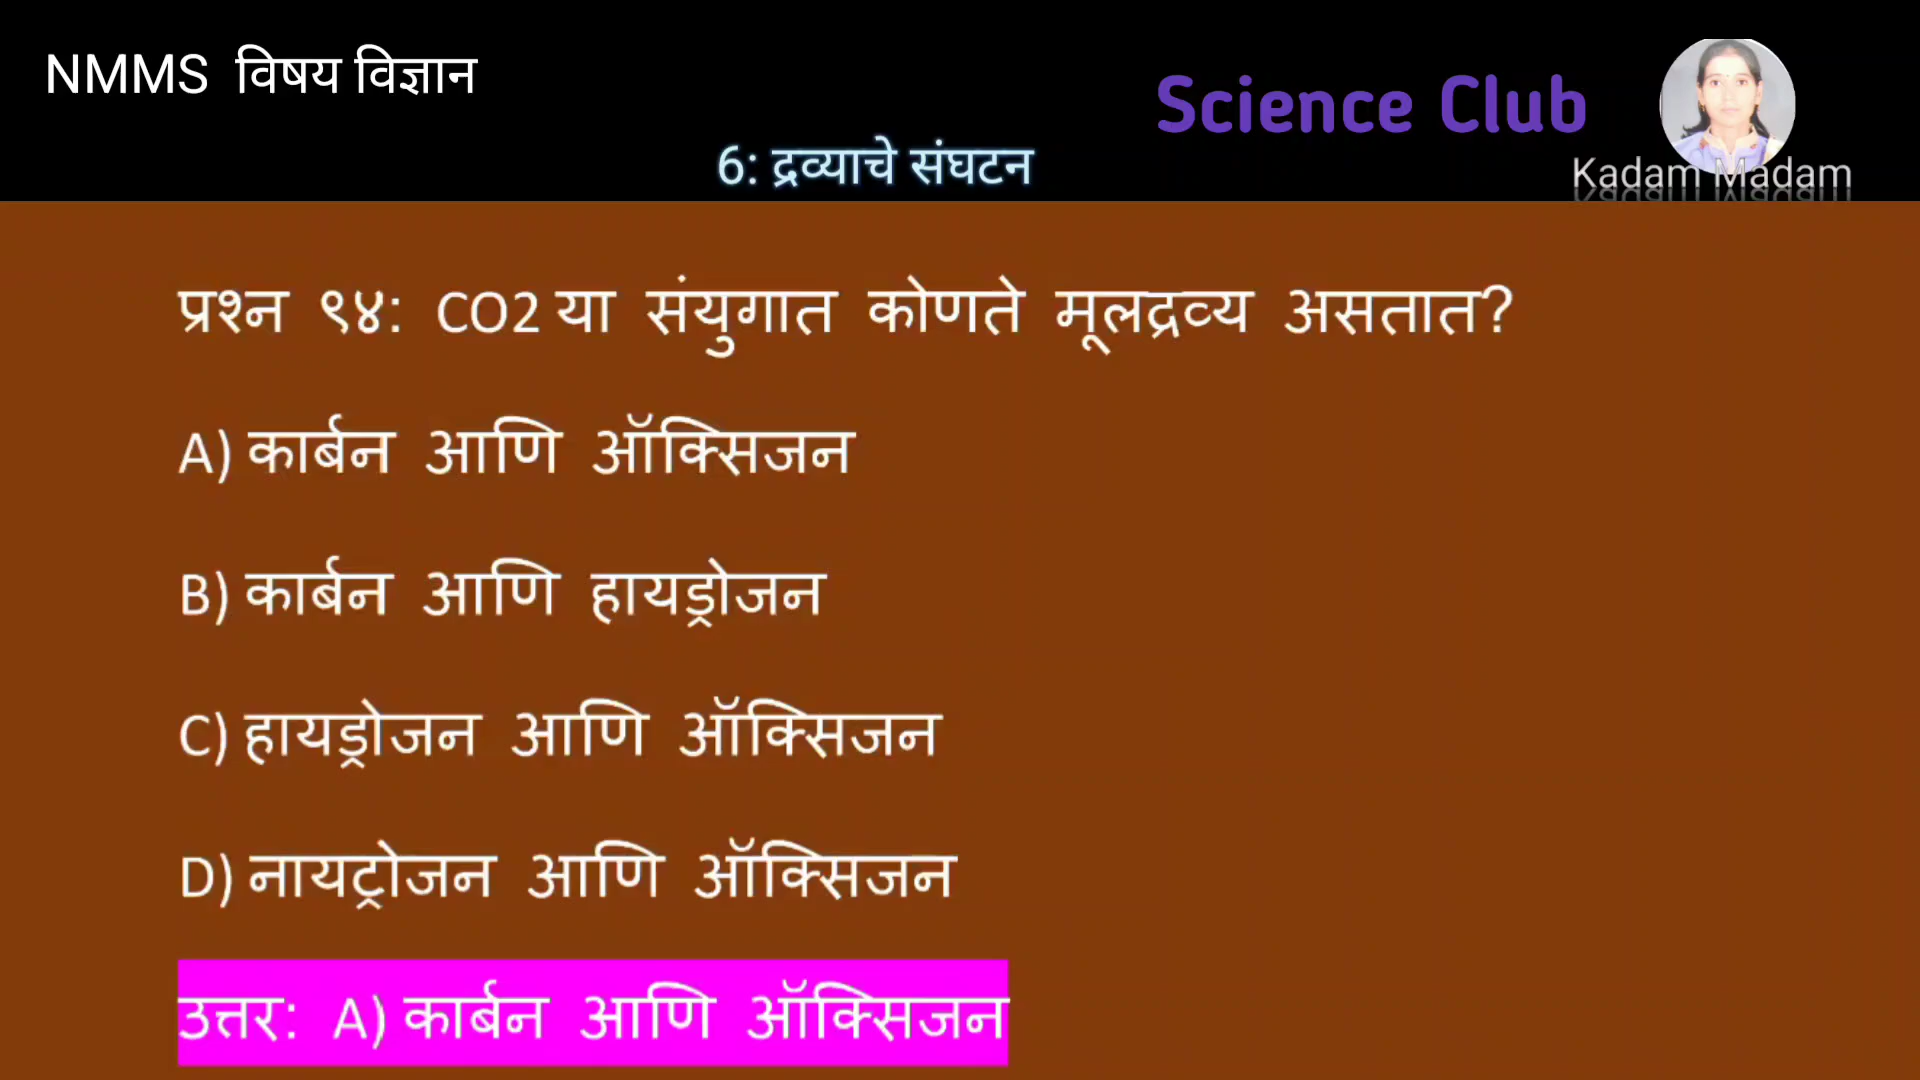 NMMS विषय विज्ञान
Science Club
6: द्रव्याचे संघटन
Kadam Madam
प्रश्न ९४: CO2 या संयुगात कोणते मूलद्रव्य असतात?
A) कार्बन आणि ऑक्सिजन
B) कार्बन आणि हायड्रोजन
C) हायड्रोजन आणि ऑक्सिजन
D) नायट्रोजन आणि ऑक्सिजन
उत्तर: A) कार्बन आणि ऑक्सिजन